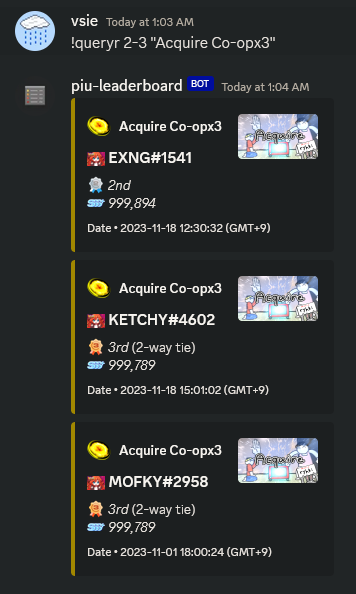 vsie Today at 1:03 AM
!queryr 2-3 "Acquire Co-opx3"
piu-leaderboard BOT Today at 1:04 AM
Acquire Co-opx3
Acquire
EXNG#1541
2nd
999,894
Date • 2023-11-18 12:30:32 (GMT+9)
Acquire Co-opx3
Acquire
KETCHY#4602
3rd (2-way tie)
999,789
Date • 2023-11-18 15:01:02 (GMT+9)
Acquire Co-opx3
Acquire
MOFKY#2958
3rd (2-way tie)
999,789
Date • 2023-11-01 18:00:24 (GMT+9)